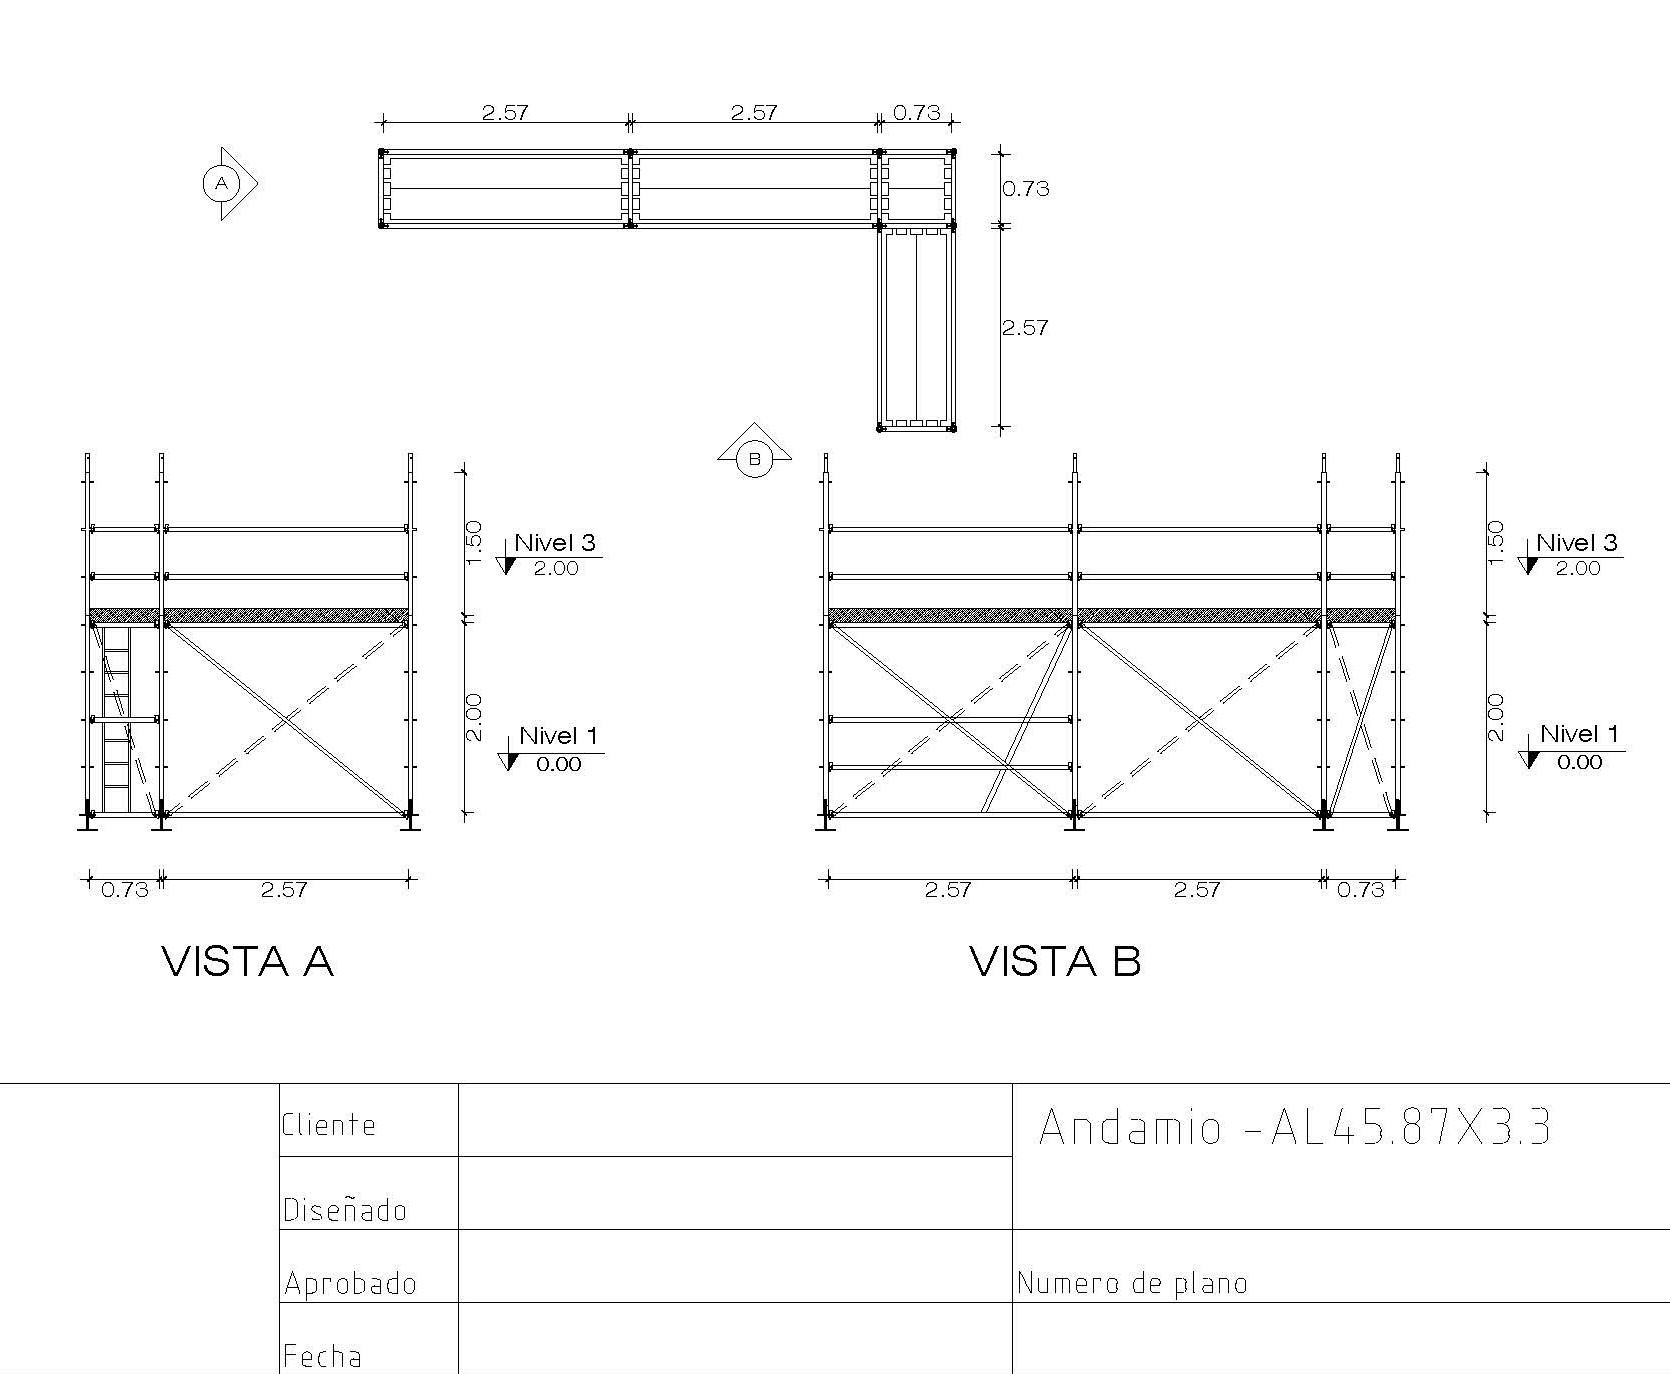 2.57 2.57 0.73
A
0.73
2.57
B
1.50
Nivel 3
2.00
2.00
Nivel 1
0.00
0.73 2.57
VISTA A
1.50
Nivel 3
2.00
2.00
Nivel 1
0.00
2.57 2.57 0.73
VISTA B
Cliente
Andamio -AL45.87X3.3
Diseñado
Aprobado
Numero de plano
Fecha